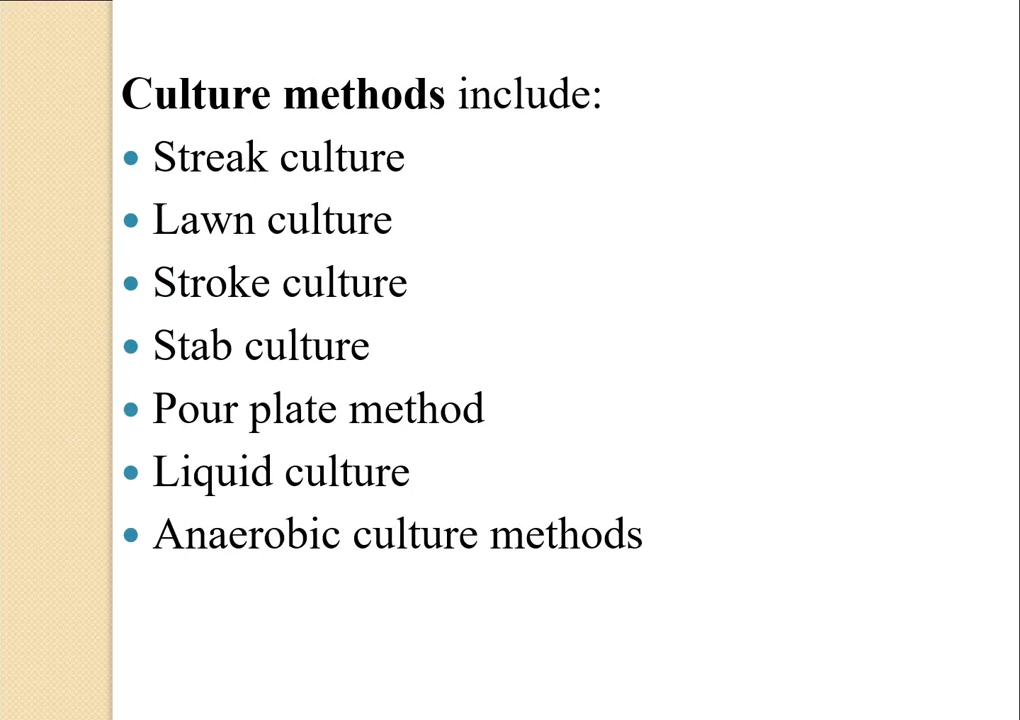 Culture methods include:
• Streak culture
• Lawn culture
• Stroke culture
• Stab culture
• Pour plate method
• Liquid culture
• Anaerobic culture methods